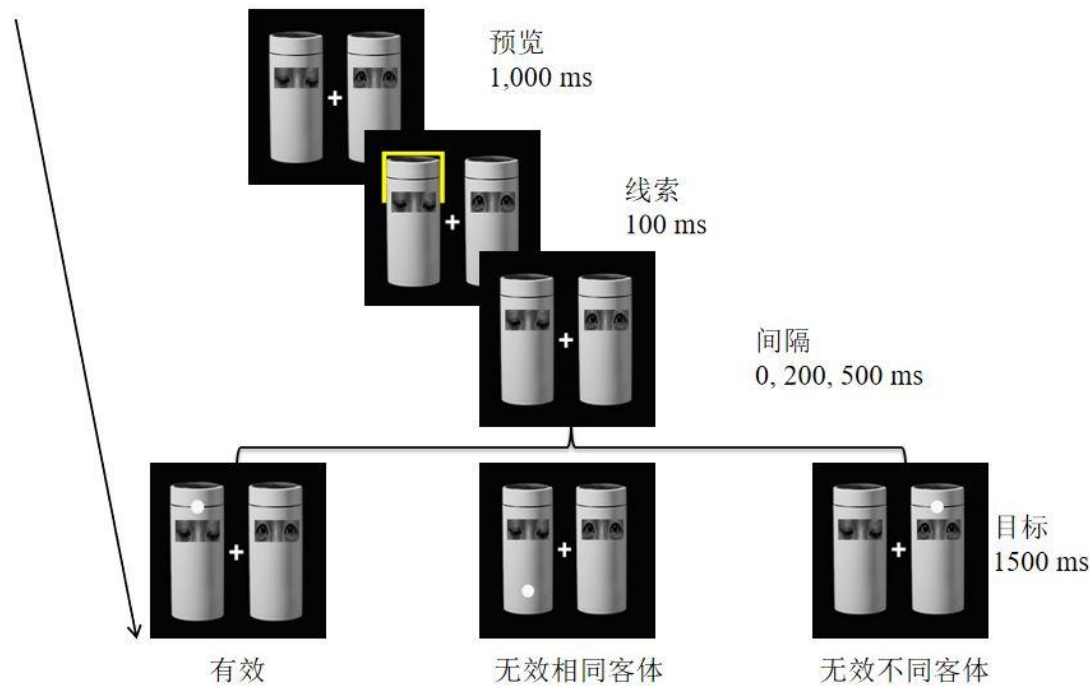 预览
1,000 ms
线索
100 ms
间隔
0, 200, 500 ms
目标
1500 ms
有效
无效相同客体
无效不同客体